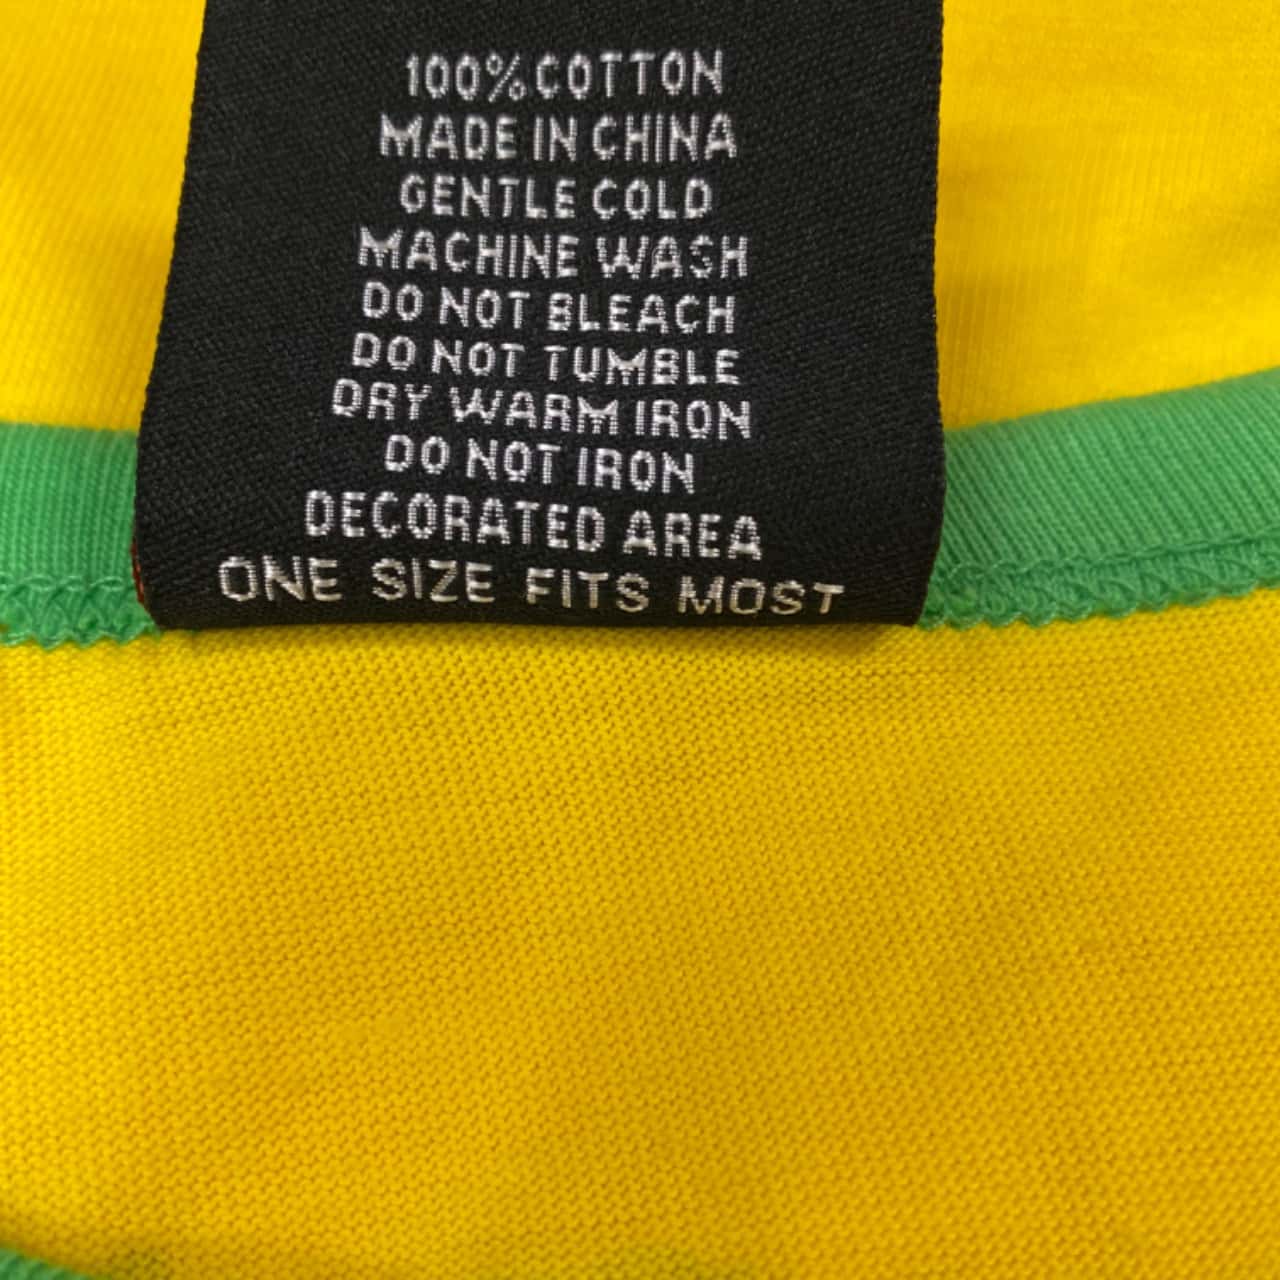 100%COTTON
MADE IN CHINA
GENTLE COLD
MACHINE WASH
DO NOT BLEACH
DO NOT TUMBLE
DRY WARM IRON
DO NOT IRON
DECORATED AREA
ONE SIZE FITS MOST